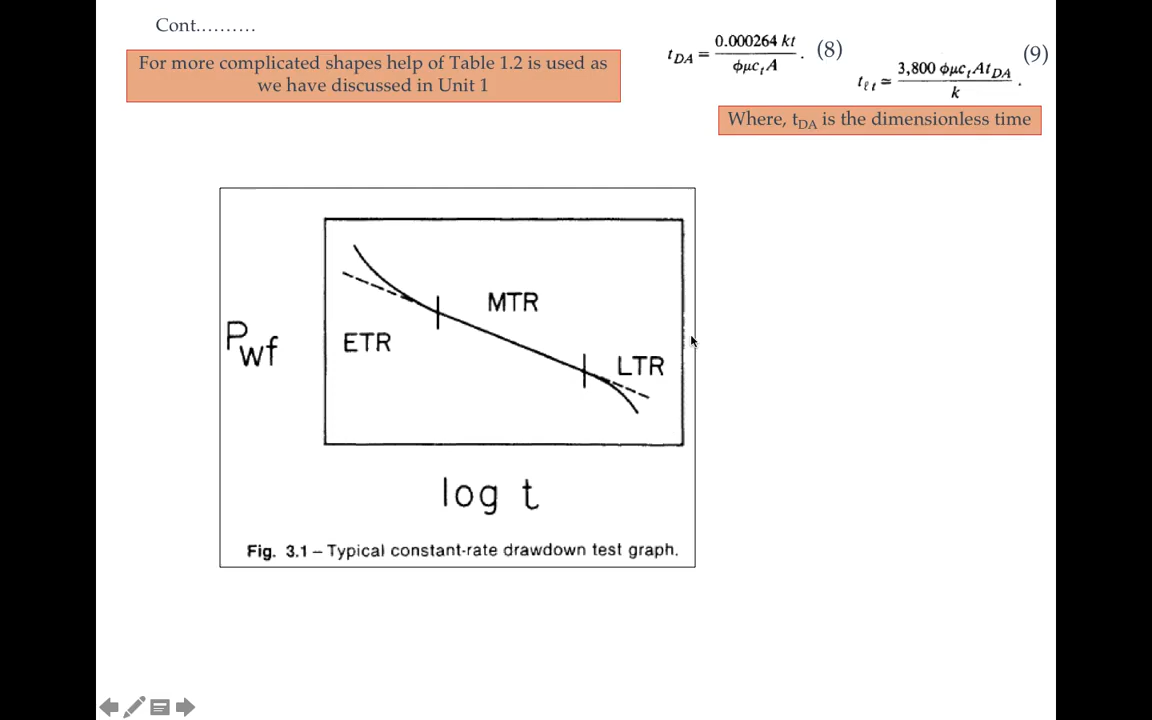 Cont..........
For more complicated shapes help of Table 1.2 is used as
we have discussed in Unit 1
t_DA = 0.000264 kt / ϕμc_t A . (8)
t_ℓt ≃ 3,800 ϕμc_t At_DA / k . (9)
Where, t_DA is the dimensionless time
P_wf
ETR
MTR
LTR
log t
Fig. 3.1 – Typical constant-rate drawdown test graph.